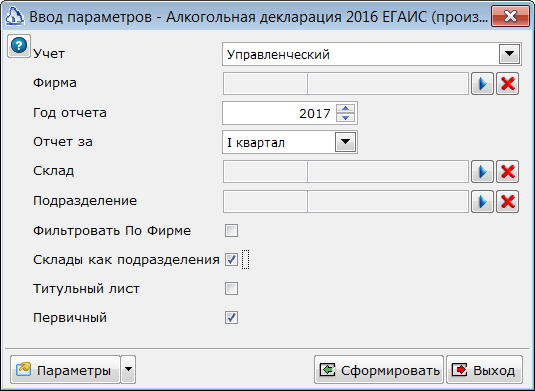 Ввод параметров - Алкогольная декларация 2016 ЕГАИС (произ...
Учет Управленческий
Фирма
Год отчета 2017
Отчет за I квартал
Склад
Подразделение
Фильтровать По Фирме
Склады как подразделения
Титульный лист
Первичный
Параметры Сформировать Выход